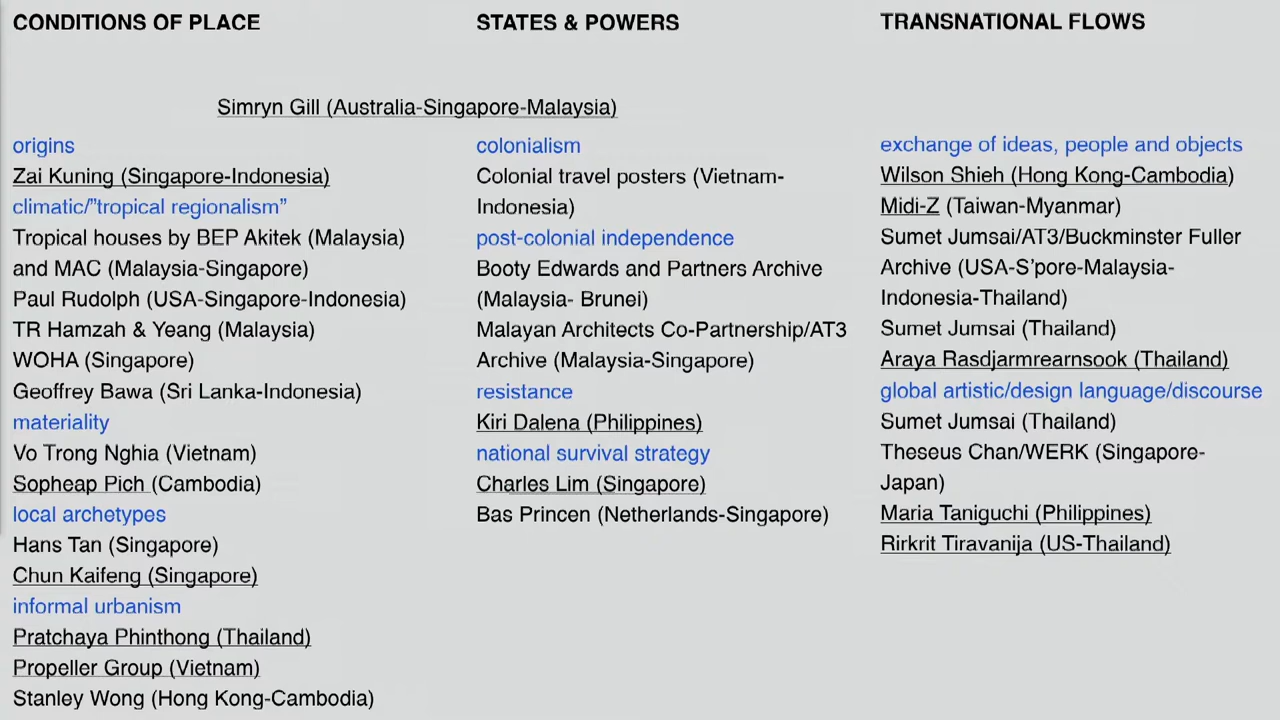 CONDITIONS OF PLACE
STATES & POWERS
TRANSNATIONAL FLOWS
Simryn Gill (Australia-Singapore-Malaysia)
origins
Zai Kuning (Singapore-Indonesia)
climatic/”tropical regionalism”
Tropical houses by BEP Akitek (Malaysia)
and MAC (Malaysia-Singapore)
Paul Rudolph (USA-Singapore-Indonesia)
TR Hamzah & Yeang (Malaysia)
WOHA (Singapore)
Geoffrey Bawa (Sri Lanka-Indonesia)
materiality
Vo Trong Nghia (Vietnam)
Sopheap Pich (Cambodia)
local archetypes
Hans Tan (Singapore)
Chun Kaifeng (Singapore)
informal urbanism
Pratchaya Phinthong (Thailand)
Propeller Group (Vietnam)
Stanley Wong (Hong Kong-Cambodia)
colonialism
Colonial travel posters (Vietnam-
Indonesia)
post-colonial independence
Booty Edwards and Partners Archive
(Malaysia- Brunei)
Malayan Architects Co-Partnership/AT3
Archive (Malaysia-Singapore)
resistance
Kiri Dalena (Philippines)
national survival strategy
Charles Lim (Singapore)
Bas Princen (Netherlands-Singapore)
exchange of ideas, people and objects
Wilson Shieh (Hong Kong-Cambodia)
Midi-Z (Taiwan-Myanmar)
Sumet Jumsai/AT3/Buckminster Fuller
Archive (USA-S’pore-Malaysia-
Indonesia-Thailand)
Sumet Jumsai (Thailand)
Araya Rasdjarmrearnsook (Thailand)
global artistic/design language/discourse
Sumet Jumsai (Thailand)
Theseus Chan/WERK (Singapore-
Japan)
Maria Taniguchi (Philippines)
Rirkrit Tiravanija (US-Thailand)